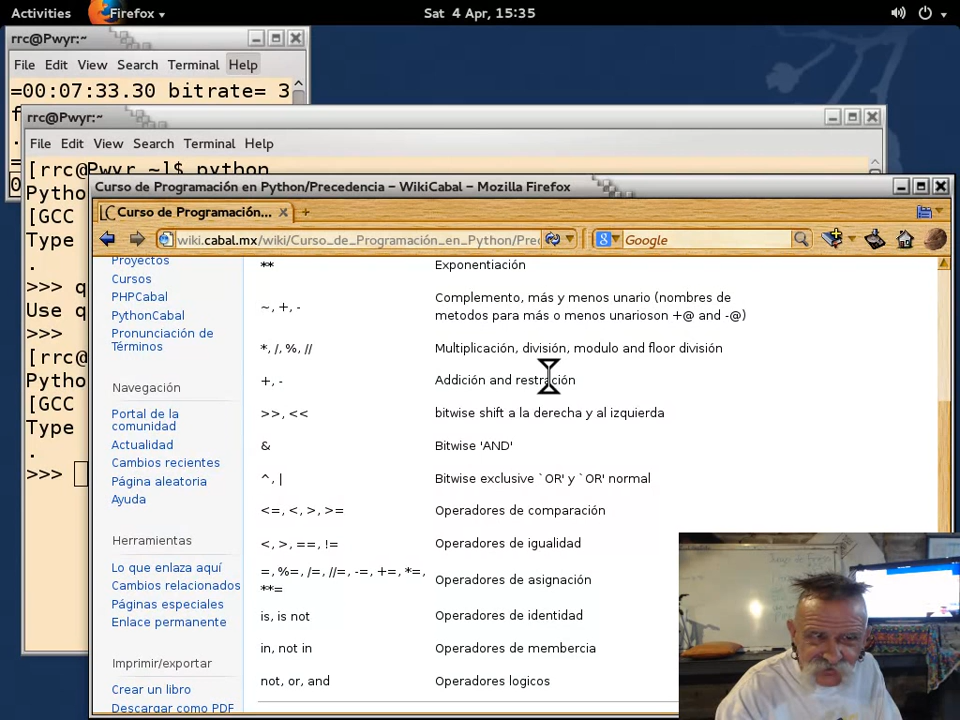 Activities Firefox Sat 4 Apr, 15:35
rrc@Pwyr:~
File Edit View Search Terminal Help
=00:07:33.30 bitrate= 3
rrc@Pwyr:~
File Edit View Search Terminal Help
[rrc@Pwyr ~]$ python
Pytho
[GCC
Type
.
>>> q
Use q
>>>
[rrc@
Pytho
[GCC
Type
.
>>>
Curso de Programación en Python/Precedencia – WikiCabal – Mozilla Firefox
Curso de Programación...
wiki.cabal.mx/wiki/Curso_de_Programación_en_Python/Prec
Google
Proyectos
Cursos
PHPCabal
PythonCabal
Pronunciación de
Términos
Navegación
Portal de la
comunidad
Actualidad
Cambios recientes
Página aleatoria
Ayuda
Herramientas
Lo que enlaza aquí
Cambios relacionados
Páginas especiales
Enlace permanente
Imprimir/exportar
Crear un libro
Descargar como PDF
** Exponentiación
~, +, - Complemento, más y menos unario (nombres de
metodos para más o menos unarioson +@ and -@)
*, /, %, // Multiplicación, división, modulo and floor división
+, - Addición and restración
>>, << bitwise shift a la derecha y al izquierda
& Bitwise 'AND'
^, | Bitwise exclusive `OR' y `OR' normal
<=, <, >, >= Operadores de comparación
<, >, ==, != Operadores de igualidad
=, %=, /=, //=, -=, +=, *=,
**= Operadores de asignación
is, is not Operadores de identidad
in, not in Operadores de membercia
not, or, and Operadores logicos